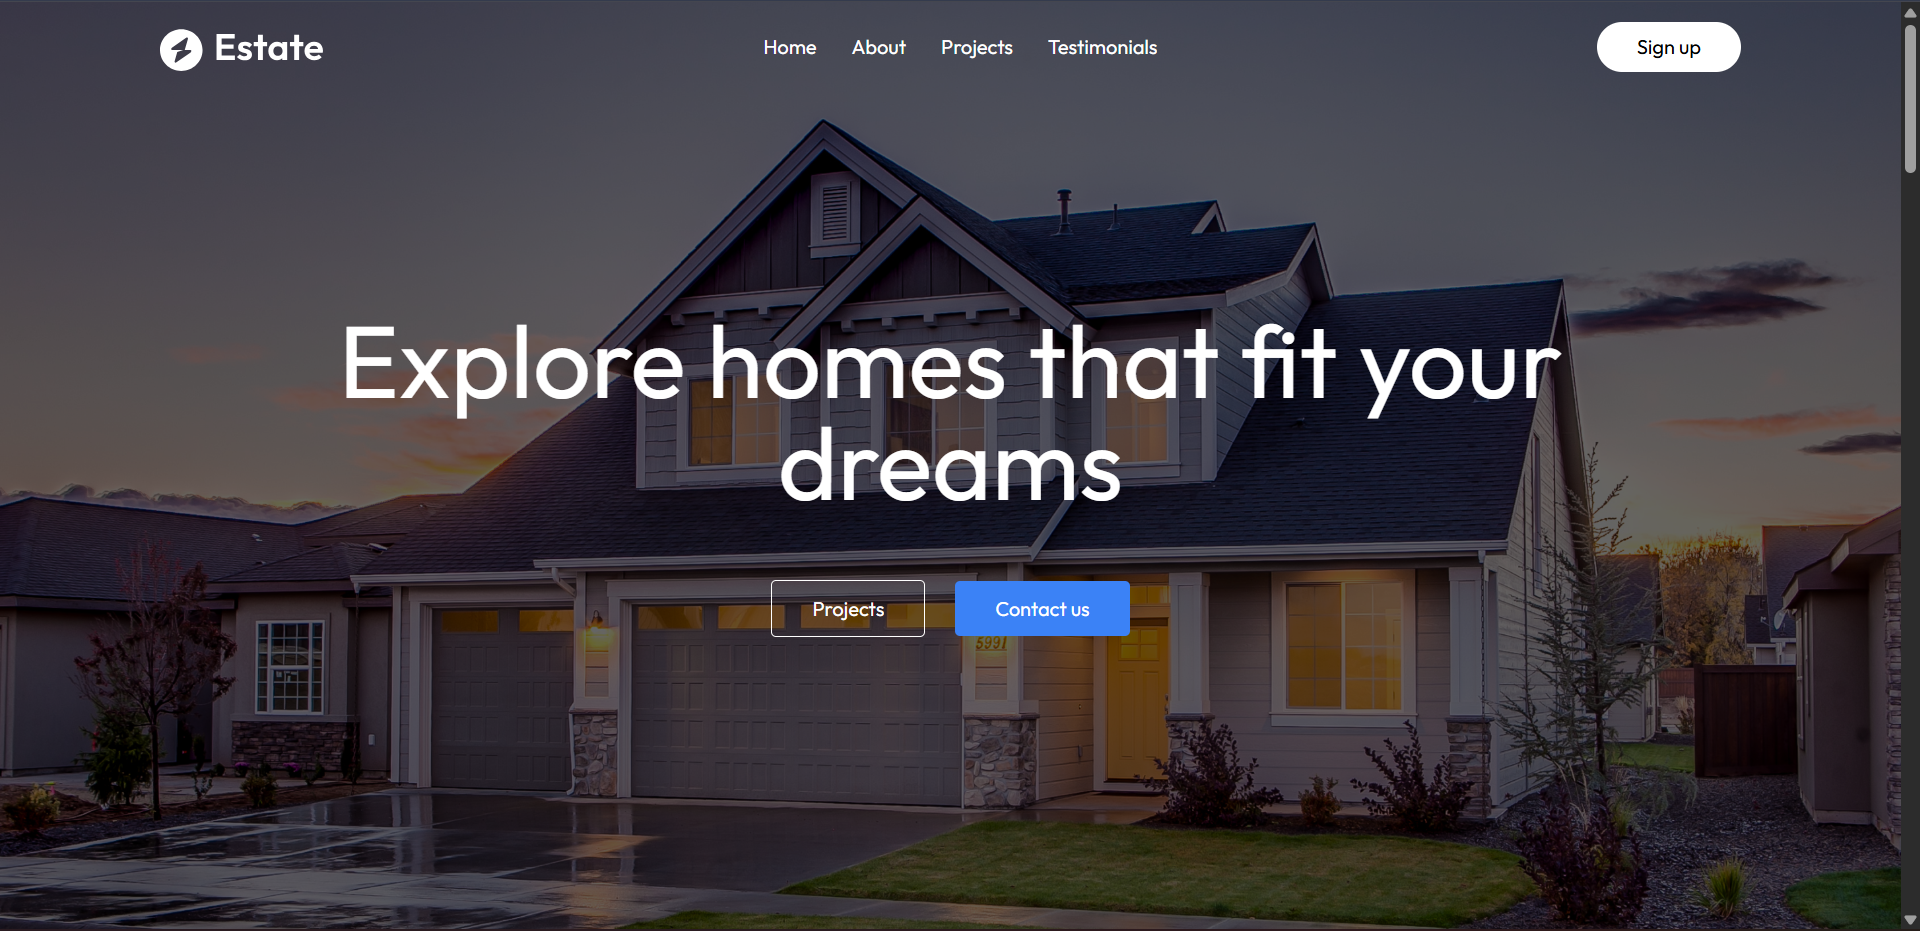 Estate
Home About Projects Testimonials
Sign up
Explore homes that fit your
dreams
Projects Contact us
5991